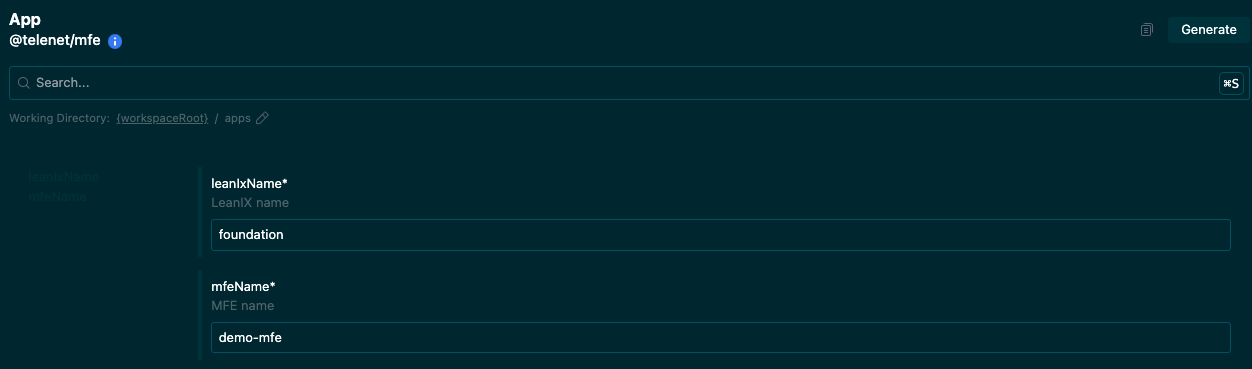 App
@telenet/mfe
Generate
Search...
⌘S
Working Directory: {workspaceRoot} / apps
leanIxName
mfeName
leanIxName*
LeanIX name
foundation
mfeName*
MFE name
demo-mfe